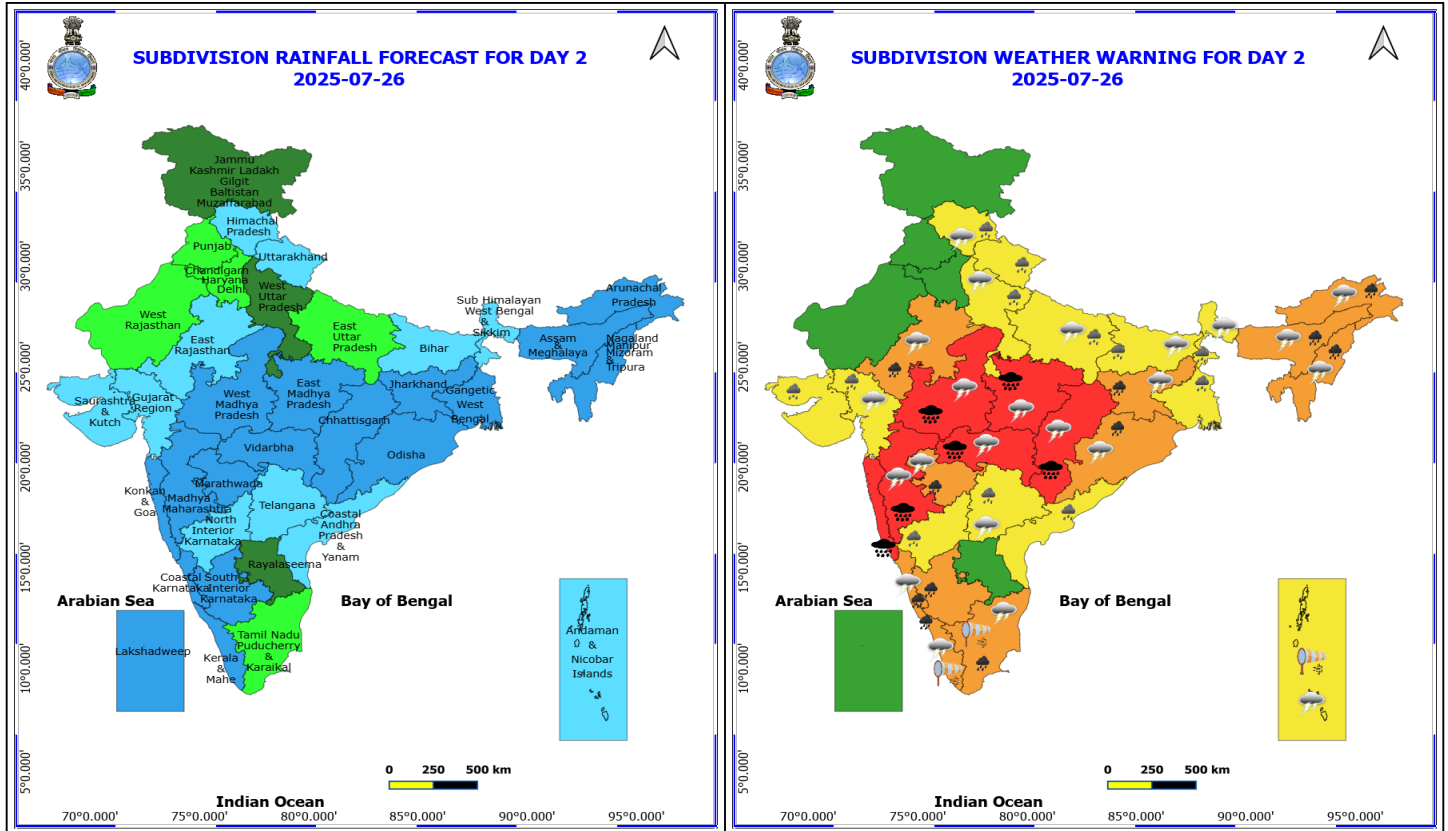 SUBDIVISION RAINFALL FORECAST FOR DAY 2
2025-07-26
40°0.000'
35°0.000'
30°0.000'
25°0.000'
20°0.000'
15°0.000'
10°0.000'
5°0.000'
Jammu
Kashmir Ladakh
Gilgit
Baltistan
Muzaffarabad
Himachal
Pradesh
Punjab
Uttarakhand
Chandigarh
Haryana
Delhi
West
Uttar
Pradesh
West
Rajasthan
East
Rajasthan
East
Uttar
Pradesh
Bihar
Sub Himalayan
West Bengal
&
Sikkim
Arunachal
Pradesh
Assam
&
Meghalaya
Nagaland
Manipur
Mizoram
&
Tripura
Saurashtra
&
Kutch
Gujarat
Region
West
Madhya
Pradesh
East
Madhya
Pradesh
Jharkhand
Gangetic
West
Bengal
Chhattisgarh
Vidarbha
Odisha
Konkan
&
Goa
Madhya
Maharashtra
Marathwada
Telangana
North
Interior
Karnataka
Coastal
Andhra
Pradesh
&
Yanam
Rayalaseema
Coastal
Karnataka
South
Interior
Karnataka
Tamil Nadu
Puducherry
&
Karaikal
Kerala
&
Mahe
Lakshadweep
Andaman
&
Nicobar
Islands
Arabian Sea
Bay of Bengal
0 250 500 km
Indian Ocean
70°0.000' 75°0.000' 80°0.000' 85°0.000' 90°0.000' 95°0.000'
SUBDIVISION WEATHER WARNING FOR DAY 2
2025-07-26
40°0.000'
35°0.000'
30°0.000'
25°0.000'
20°0.000'
15°0.000'
10°0.000'
5°0.000'
Arabian Sea
Bay of Bengal
0 250 500 km
Indian Ocean
70°0.000' 75°0.000' 80°0.000' 85°0.000' 90°0.000' 95°0.000'